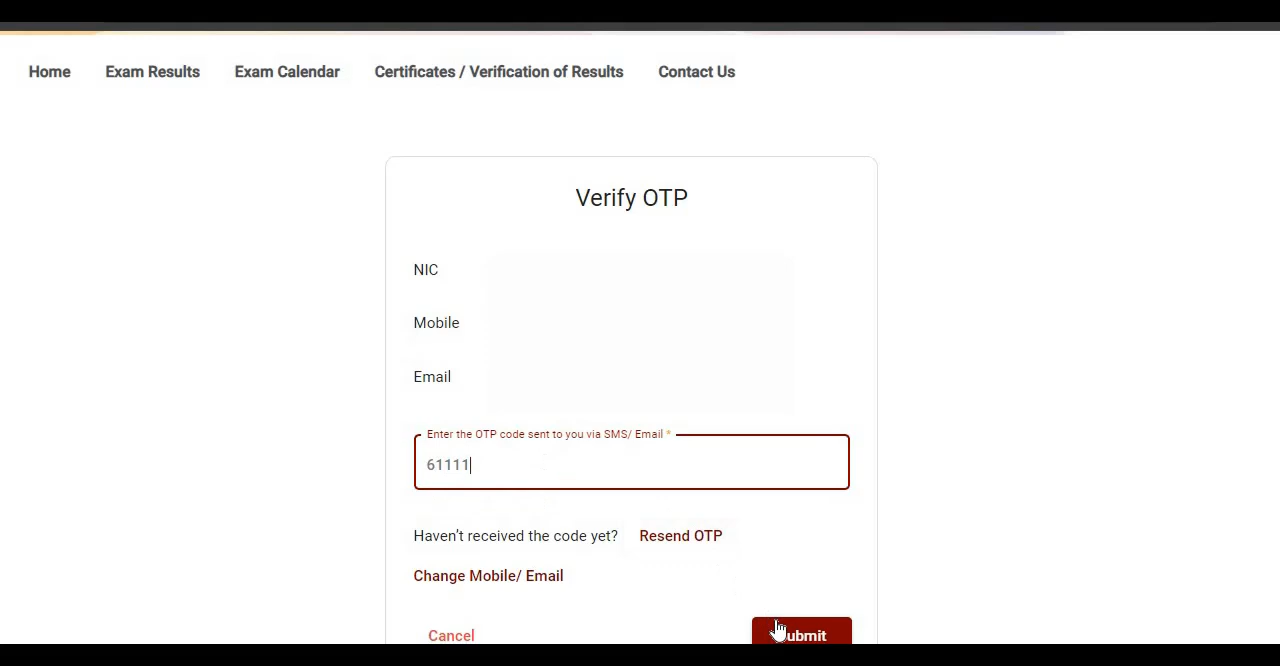 Home Exam Results Exam Calendar Certificates / Verification of Results Contact Us
Verify OTP
NIC
Mobile
Email
Enter the OTP code sent to you via SMS/ Email *
61111
Haven't received the code yet? Resend OTP
Change Mobile/ Email
Cancel Submit